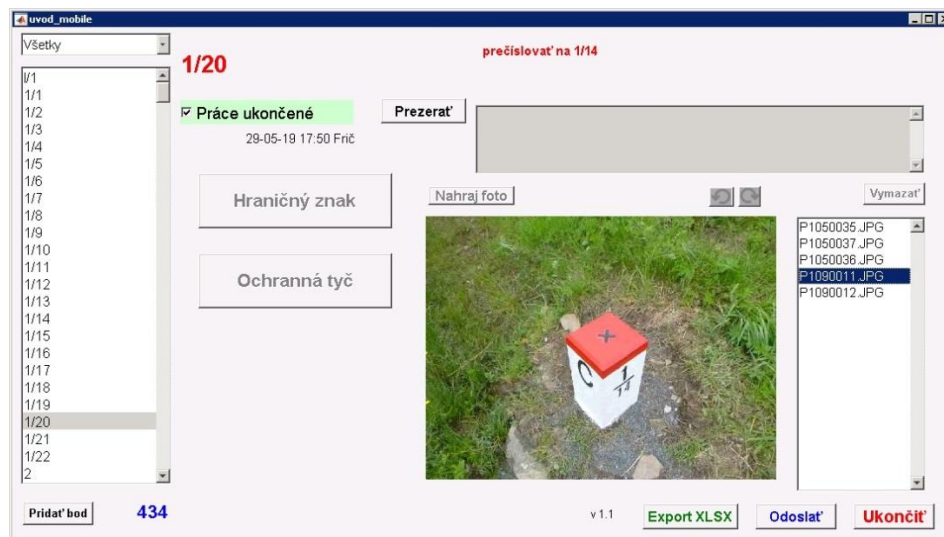 uvod_mobile
Všetky
1/20
prečíslovať na 1/14
I/1
1/1
1/2
1/3
1/4
1/5
1/6
1/7
1/8
1/9
1/10
1/11
1/12
1/13
1/14
1/15
1/16
1/17
1/18
1/19
1/20
1/21
1/22
2
Práce ukončené
Prezerať
29-05-19 17:50 Frič
Hraničný znak
Ochranná tyč
Nahraj foto
Vymazať
P1050035.JPG
P1050037.JPG
P1050036.JPG
P1090011.JPG
P1090012.JPG
C
1
14
Pridať bod
434
v 1.1
Export XLSX
Odoslať
Ukončiť